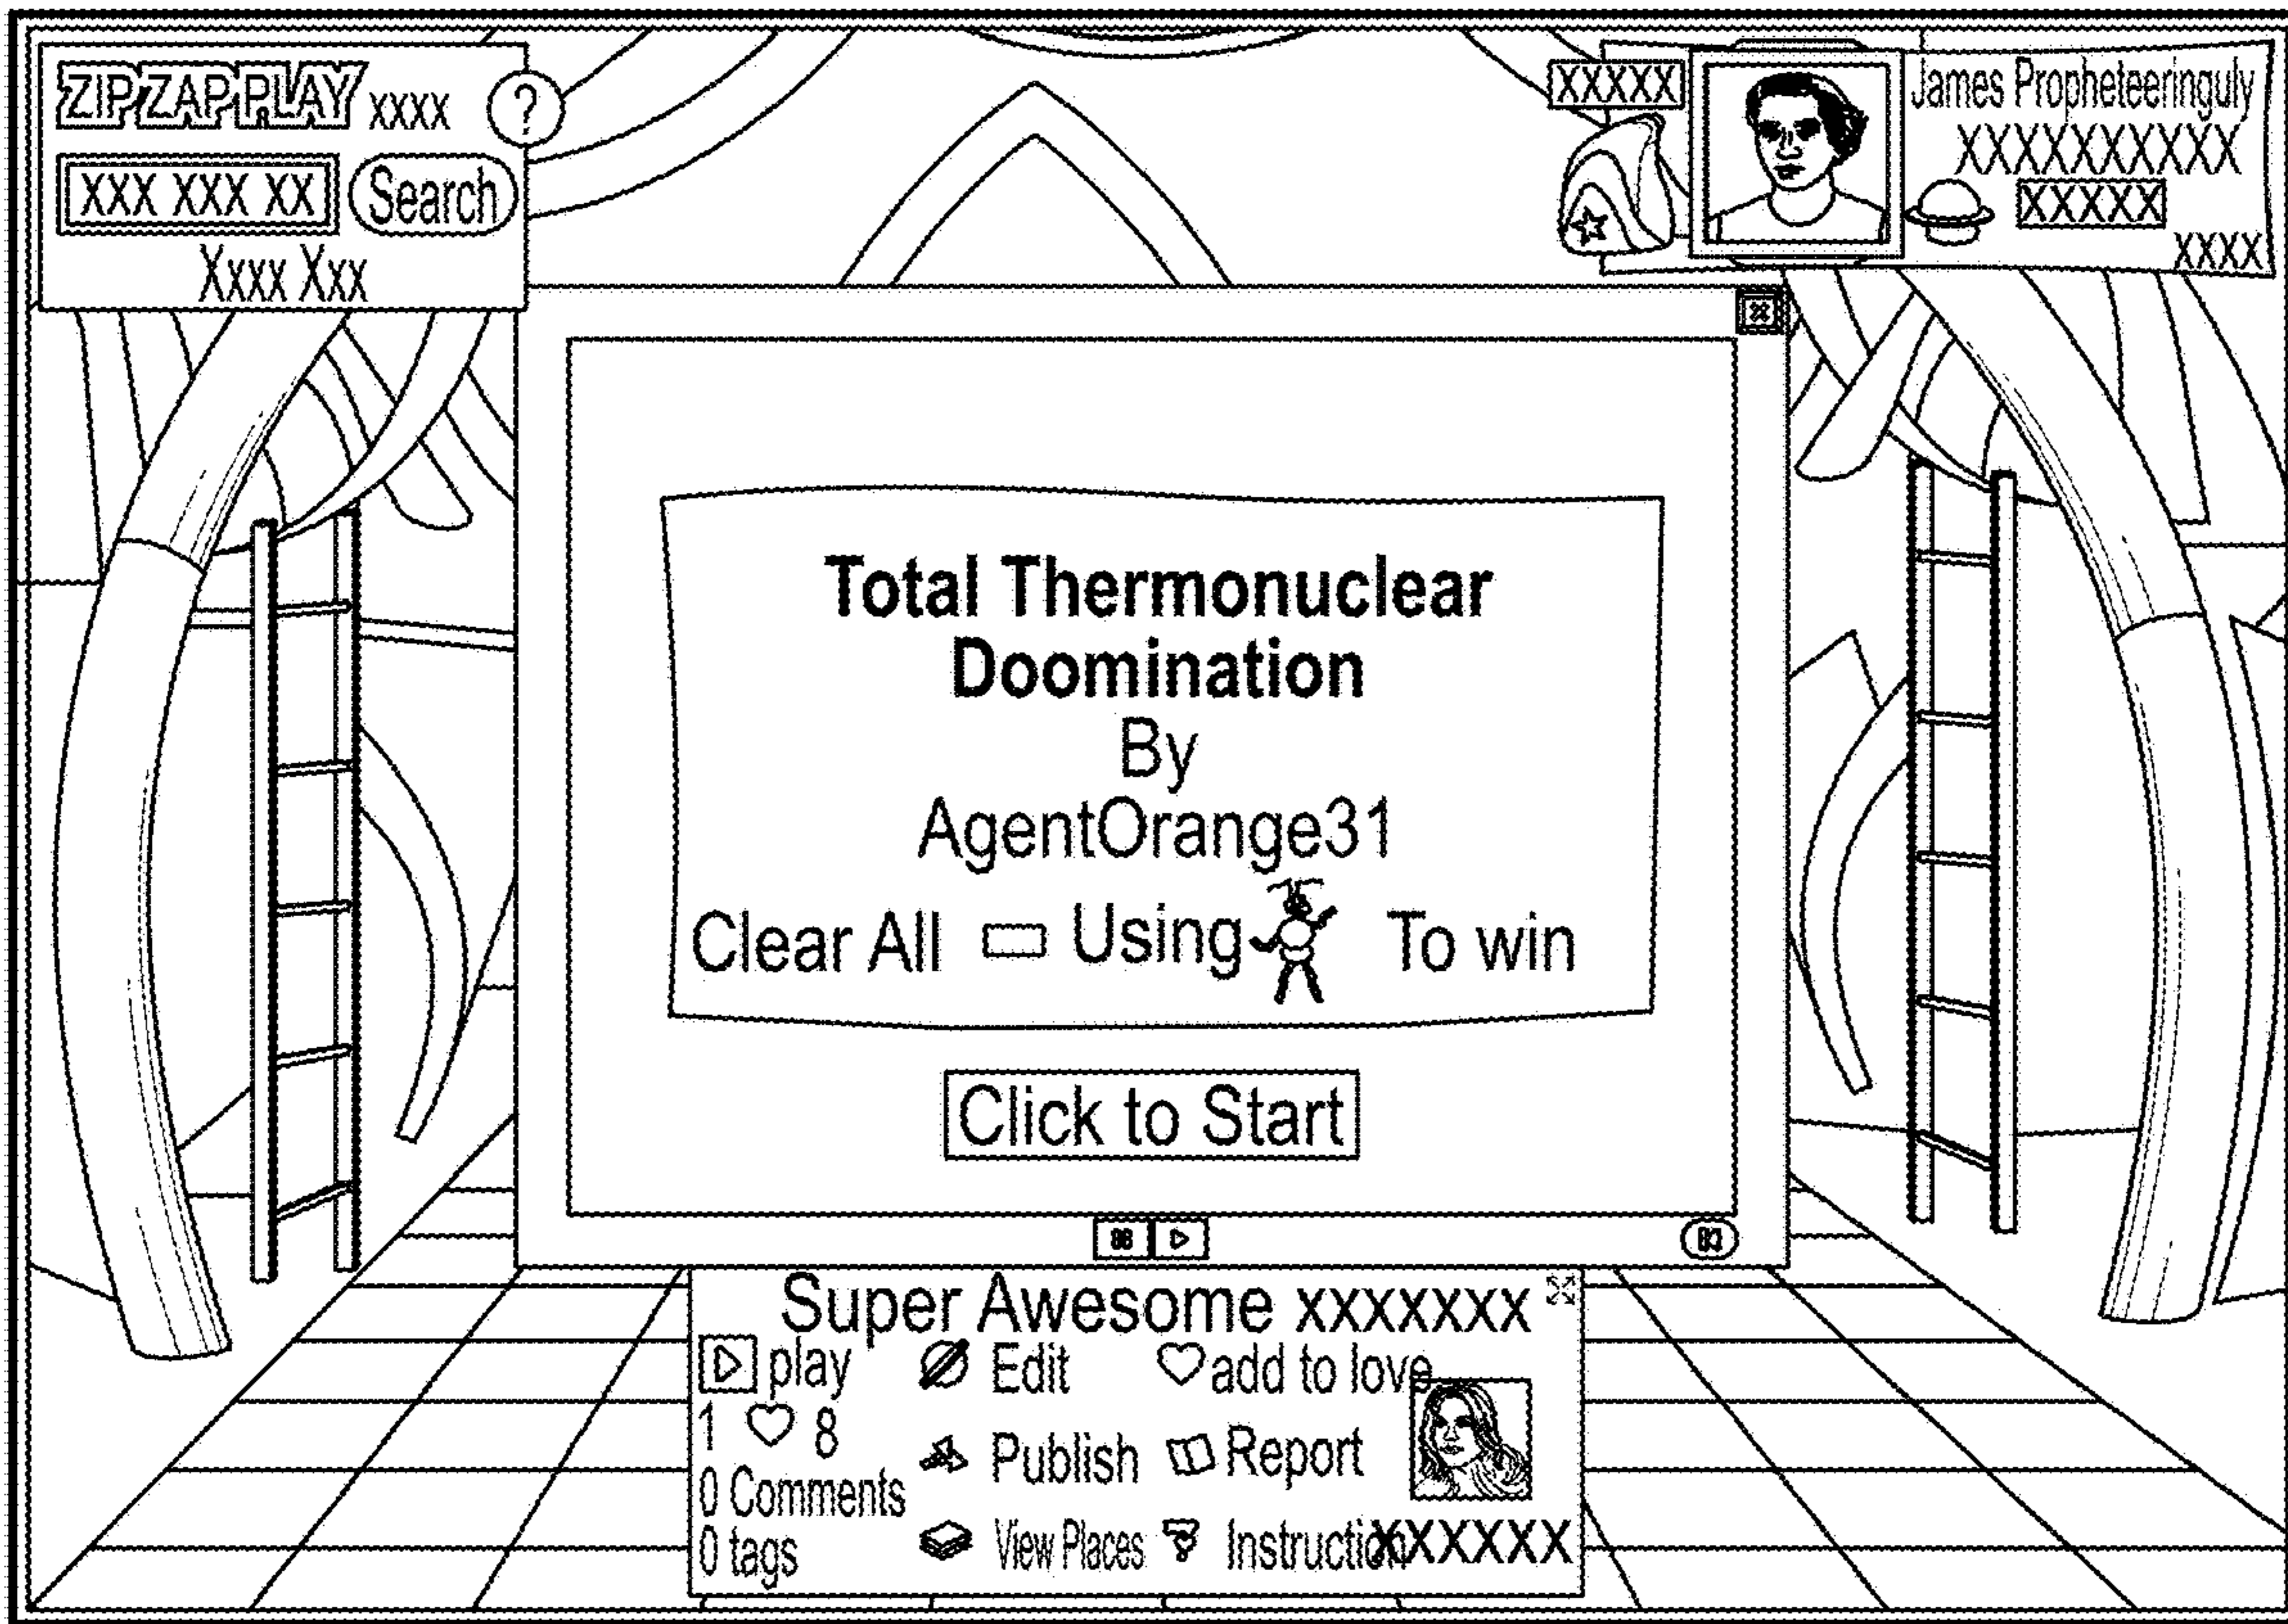 ZIP ZAP PLAY xxxx ?
XXX XXX XX Search
Xxxx Xxx
XXXXX
James Propheteeringuly
XXXXXXXXXX
XXXXX
XXXX
Total Thermonuclear
Doomination
By
AgentOrange31
Clear All Using To win
Click to Start
Super Awesome xxxxxxx
play Edit add to love
1 8
Publish Report
0 Comments
0 tags View Places Instruction XXXXXX